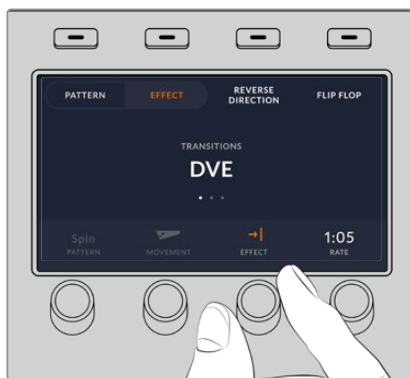 PATTERN
EFFECT
REVERSE
DIRECTION
FLIP FLOP
TRANSITIONS
DVE
Spin
PATTERN
MOVEMENT
EFFECT
1:05
RATE